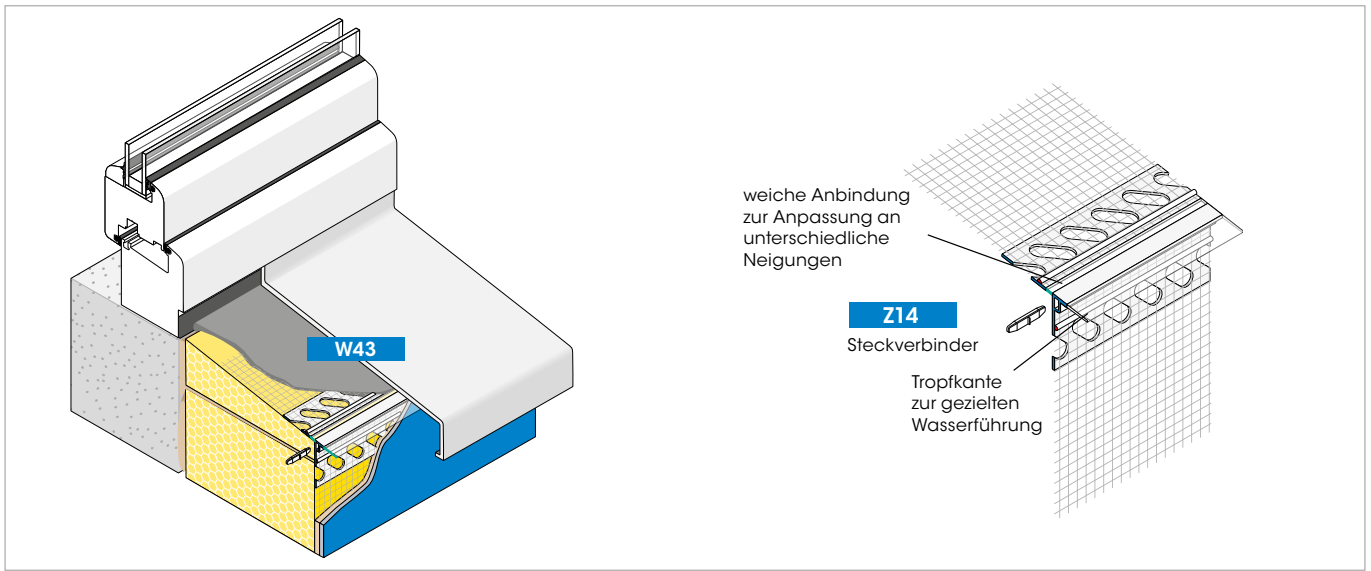 W43
weiche Anbindung
zur Anpassung an
unterschiedliche
Neigungen
Z14
Steckverbinder
Tropfkante
zur gezielten
Wasserführung